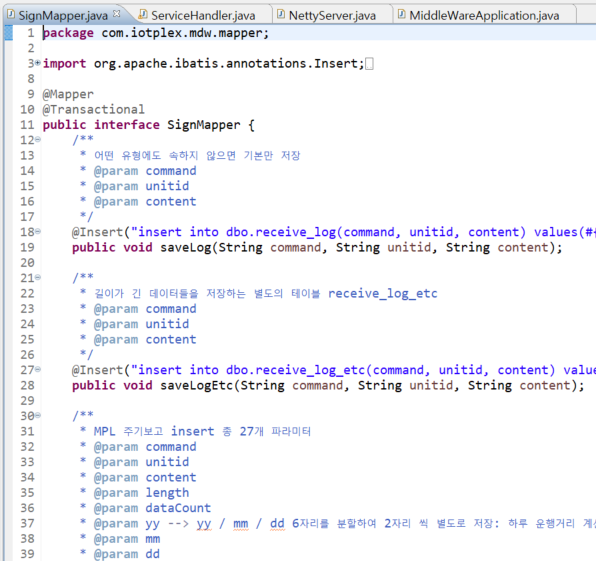 SignMapper.java ServiceHandler.java NettyServer.java MiddleWareApplication.java
1 package com.iotplex.mdw.mapper;
2
3 import org.apache.ibatis.annotations.Insert;
8
9 @Mapper
10 @Transactional
11 public interface SignMapper {
12 /**
13 * 어떤 유형에도 속하지 않으면 기본만 저장
14 * @param command
15 * @param unitid
16 * @param content
17 */
18 @Insert("insert into dbo.receive_log(command, unitid, content) values(#{
19 public void saveLog(String command, String unitid, String content);
20
21 /**
22 * 길이가 긴 데이터들을 저장하는 별도의 테이블 receive_log_etc
23 * @param command
24 * @param unitid
25 * @param content
26 */
27 @Insert("insert into dbo.receive_log_etc(command, unitid, content) value
28 public void saveLogEtc(String command, String unitid, String content);
29
30 /**
31 * MPL 주기보고 insert 총 27개 파라미터
32 * @param command
33 * @param unitid
34 * @param content
35 * @param length
36 * @param dataCount
37 * @param yy --> yy / mm / dd 6자리를 분할하여 2자리 씩 별도로 저장: 하루 운행거리 계산
38 * @param mm
39 * @param dd